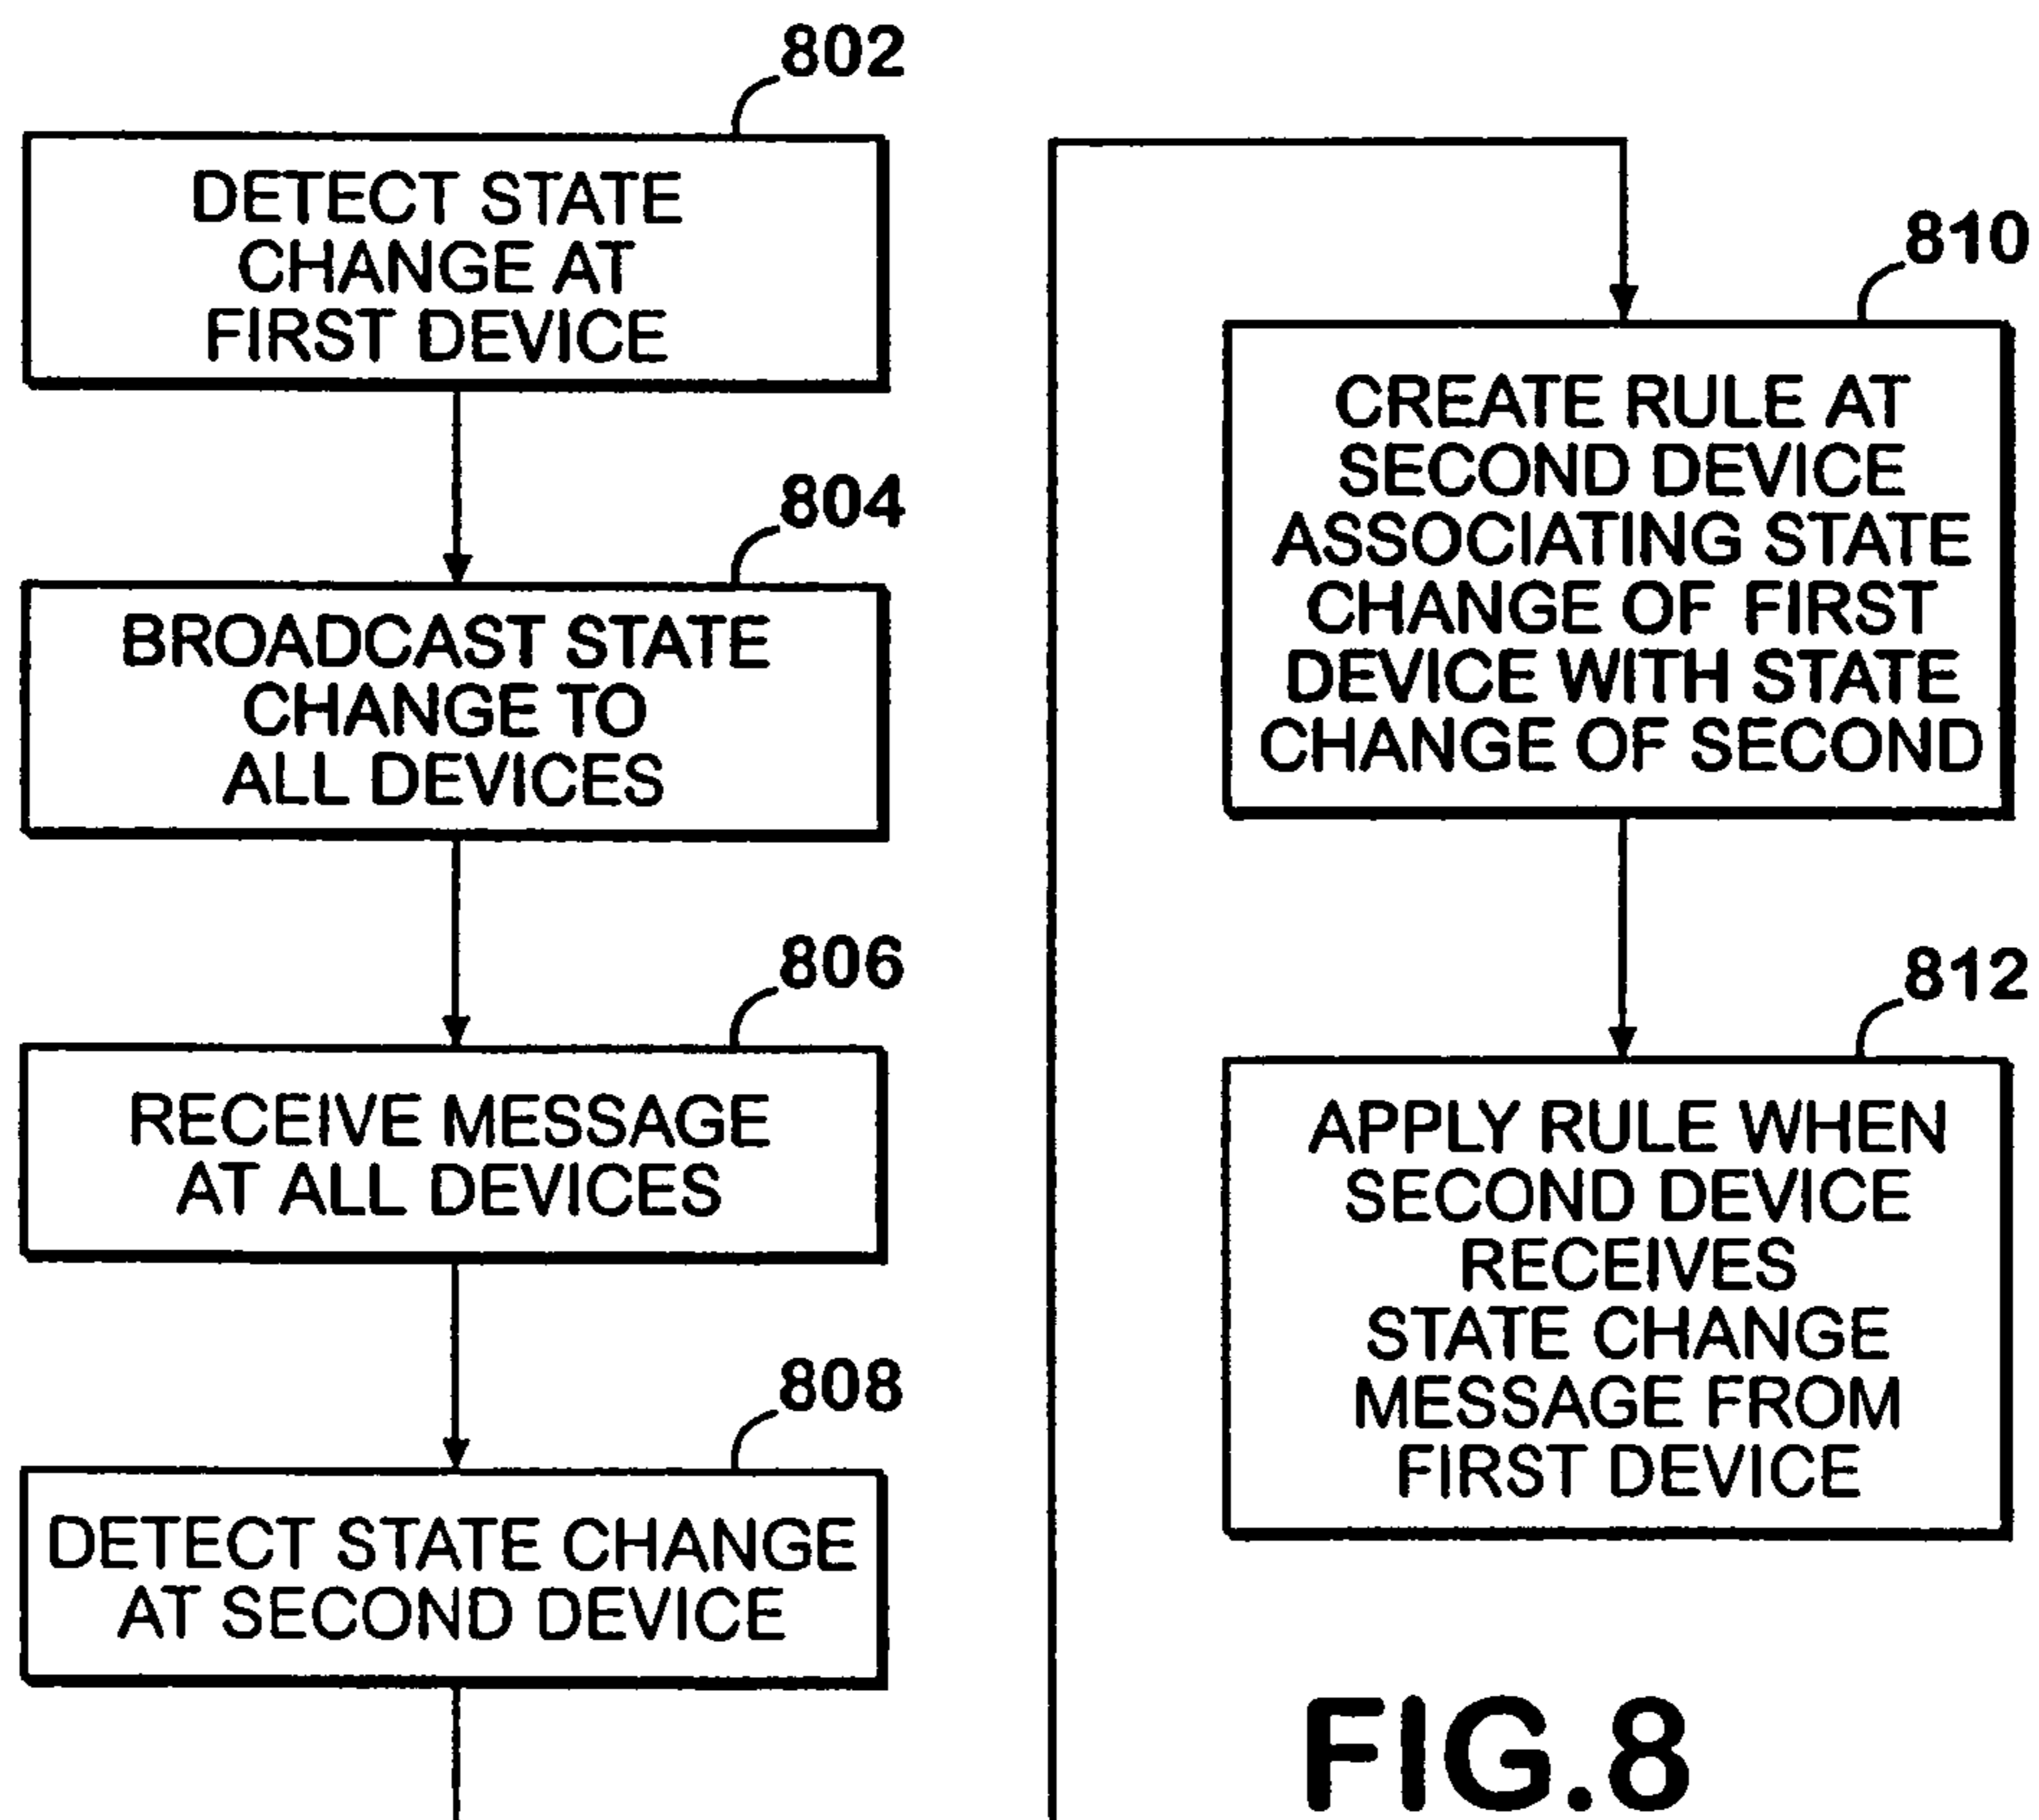 802
DETECT STATE
CHANGE AT
FIRST DEVICE
804
BROADCAST STATE
CHANGE TO
ALL DEVICES
806
RECEIVE MESSAGE
AT ALL DEVICES
808
DETECT STATE CHANGE
AT SECOND DEVICE
810
CREATE RULE AT
SECOND DEVICE
ASSOCIATING STATE
CHANGE OF FIRST
DEVICE WITH STATE
CHANGE OF SECOND
812
APPLY RULE WHEN
SECOND DEVICE
RECEIVES
STATE CHANGE
MESSAGE FROM
FIRST DEVICE
FIG.8